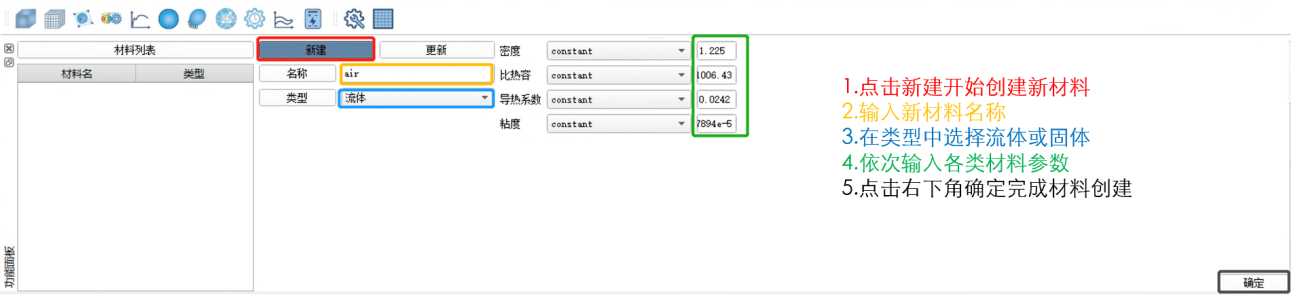 材料列表
新建
更新
密度
constant
1.225
材料名
类型
名称
air
比热容
constant
1006.43
类型
流体
导热系数
constant
0.0242
粘度
constant
7894e-5
1.点击新建开始创建新材料
2.输入新材料名称
3.在类型中选择流体或固体
4.依次输入各类材料参数
5.点击右下角确定完成材料创建
功能面板
确定